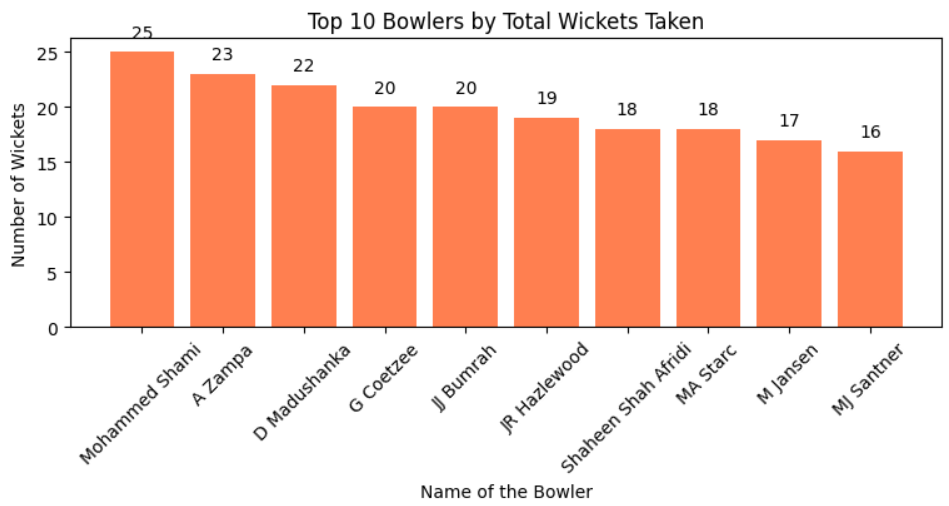 Top 10 Bowlers by Total Wickets Taken
25
23
22
20
20
19
18
18
17
16
Number of Wickets
25
20
15
10
5
0
Mohammed Shami
A Zampa
D Madushanka
G Coetzee
JJ Bumrah
JR Hazlewood
Shaheen Shah Afridi
MA Starc
M Jansen
MJ Santner
Name of the Bowler